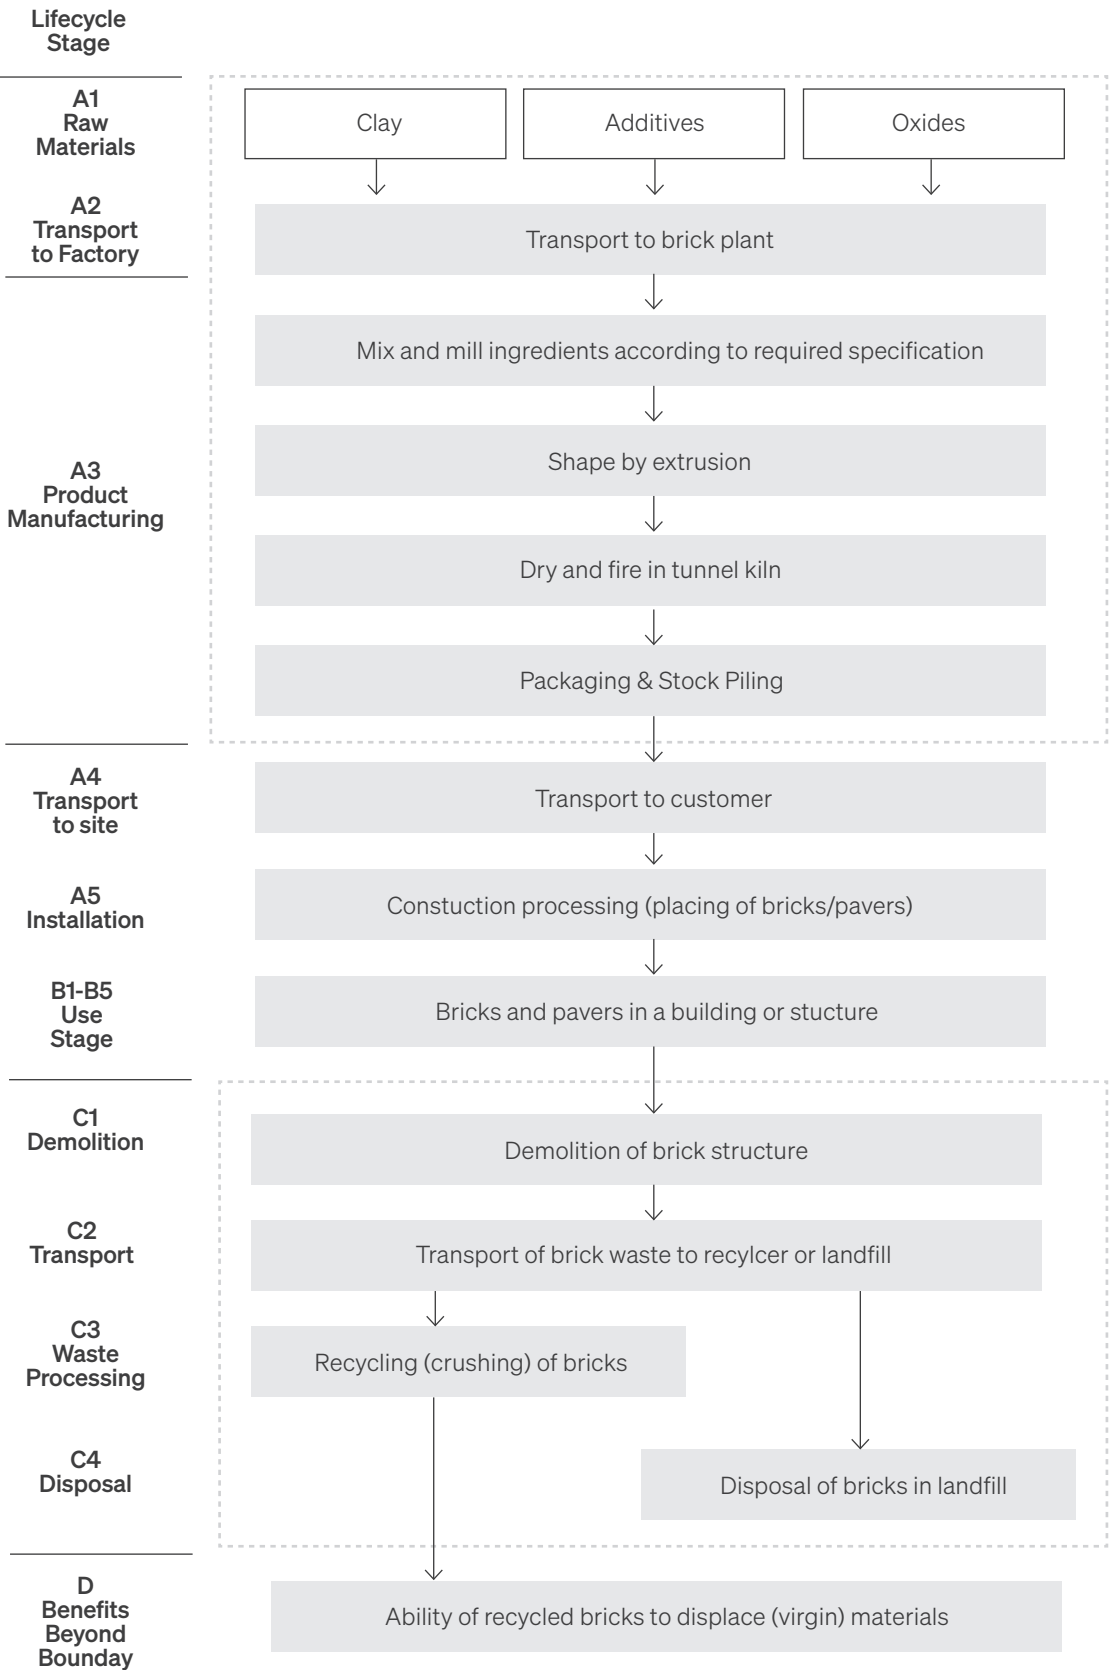 Lifecycle
Stage
A1
Raw
Materials
Clay
Additives
Oxides
A2
Transport
to Factory
Transport to brick plant
Mix and mill ingredients according to required specification
A3
Product
Manufacturing
Shape by extrusion
Dry and fire in tunnel kiln
Packaging & Stock Piling
A4
Transport
to site
Transport to customer
A5
Installation
Constuction processing (placing of bricks/pavers)
B1-B5
Use
Stage
Bricks and pavers in a building or stucture
C1
Demolition
Demolition of brick structure
C2
Transport
Transport of brick waste to recylcer or landfill
C3
Waste
Processing
Recycling (crushing) of bricks
C4
Disposal
Disposal of bricks in landfill
D
Benefits
Beyond
Bounday
Ability of recycled bricks to displace (virgin) materials